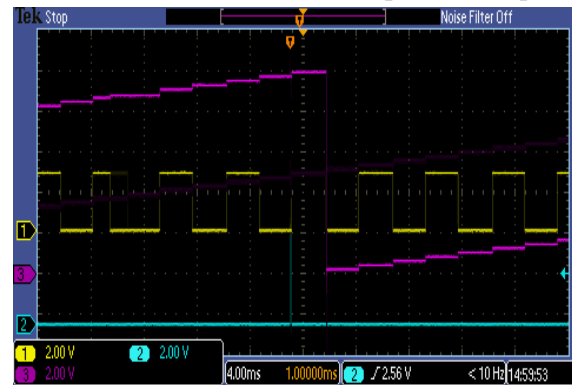 Tek Stop Noise Filter Off
T
T
1
3
2
1 2.00 V 2 2.00 V
3 2.00 V 4.00ms 1.00000ms 2 2.56 V < 10 Hz 14:59:53